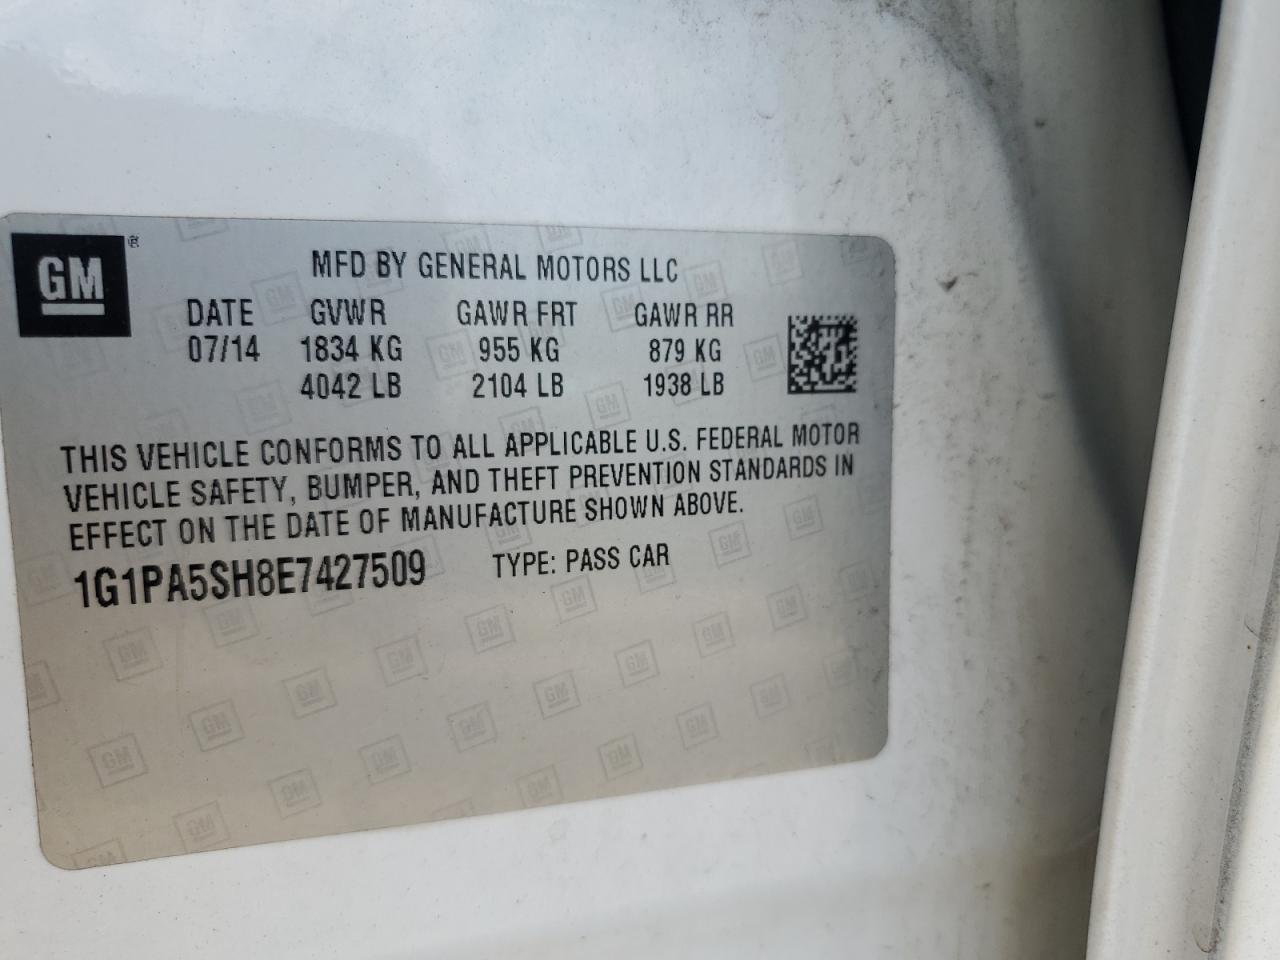 GM ®
MFD BY GENERAL MOTORS LLC
DATE GVWR GAWR FRT GAWR RR
07/14 1834 KG 955 KG 879 KG
4042 LB 2104 LB 1938 LB
THIS VEHICLE CONFORMS TO ALL APPLICABLE U.S. FEDERAL MOTOR
VEHICLE SAFETY, BUMPER, AND THEFT PREVENTION STANDARDS IN
EFFECT ON THE DATE OF MANUFACTURE SHOWN ABOVE.
1G1PA5SH8E7427509 TYPE: PASS CAR